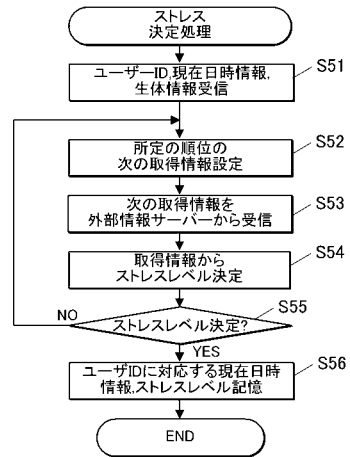 ストレス
決定処理
ユーザーID,現在日時情報,
生体情報受信
S51
所定の順位の
次の取得情報設定
S52
次の取得情報を
外部情報サーバーから受信
S53
取得情報から
ストレスレベル決定
S54
ストレスレベル決定?
S55
NO
YES
ユーザIDに対応する現在日時
情報,ストレスレベル記憶
S56
END